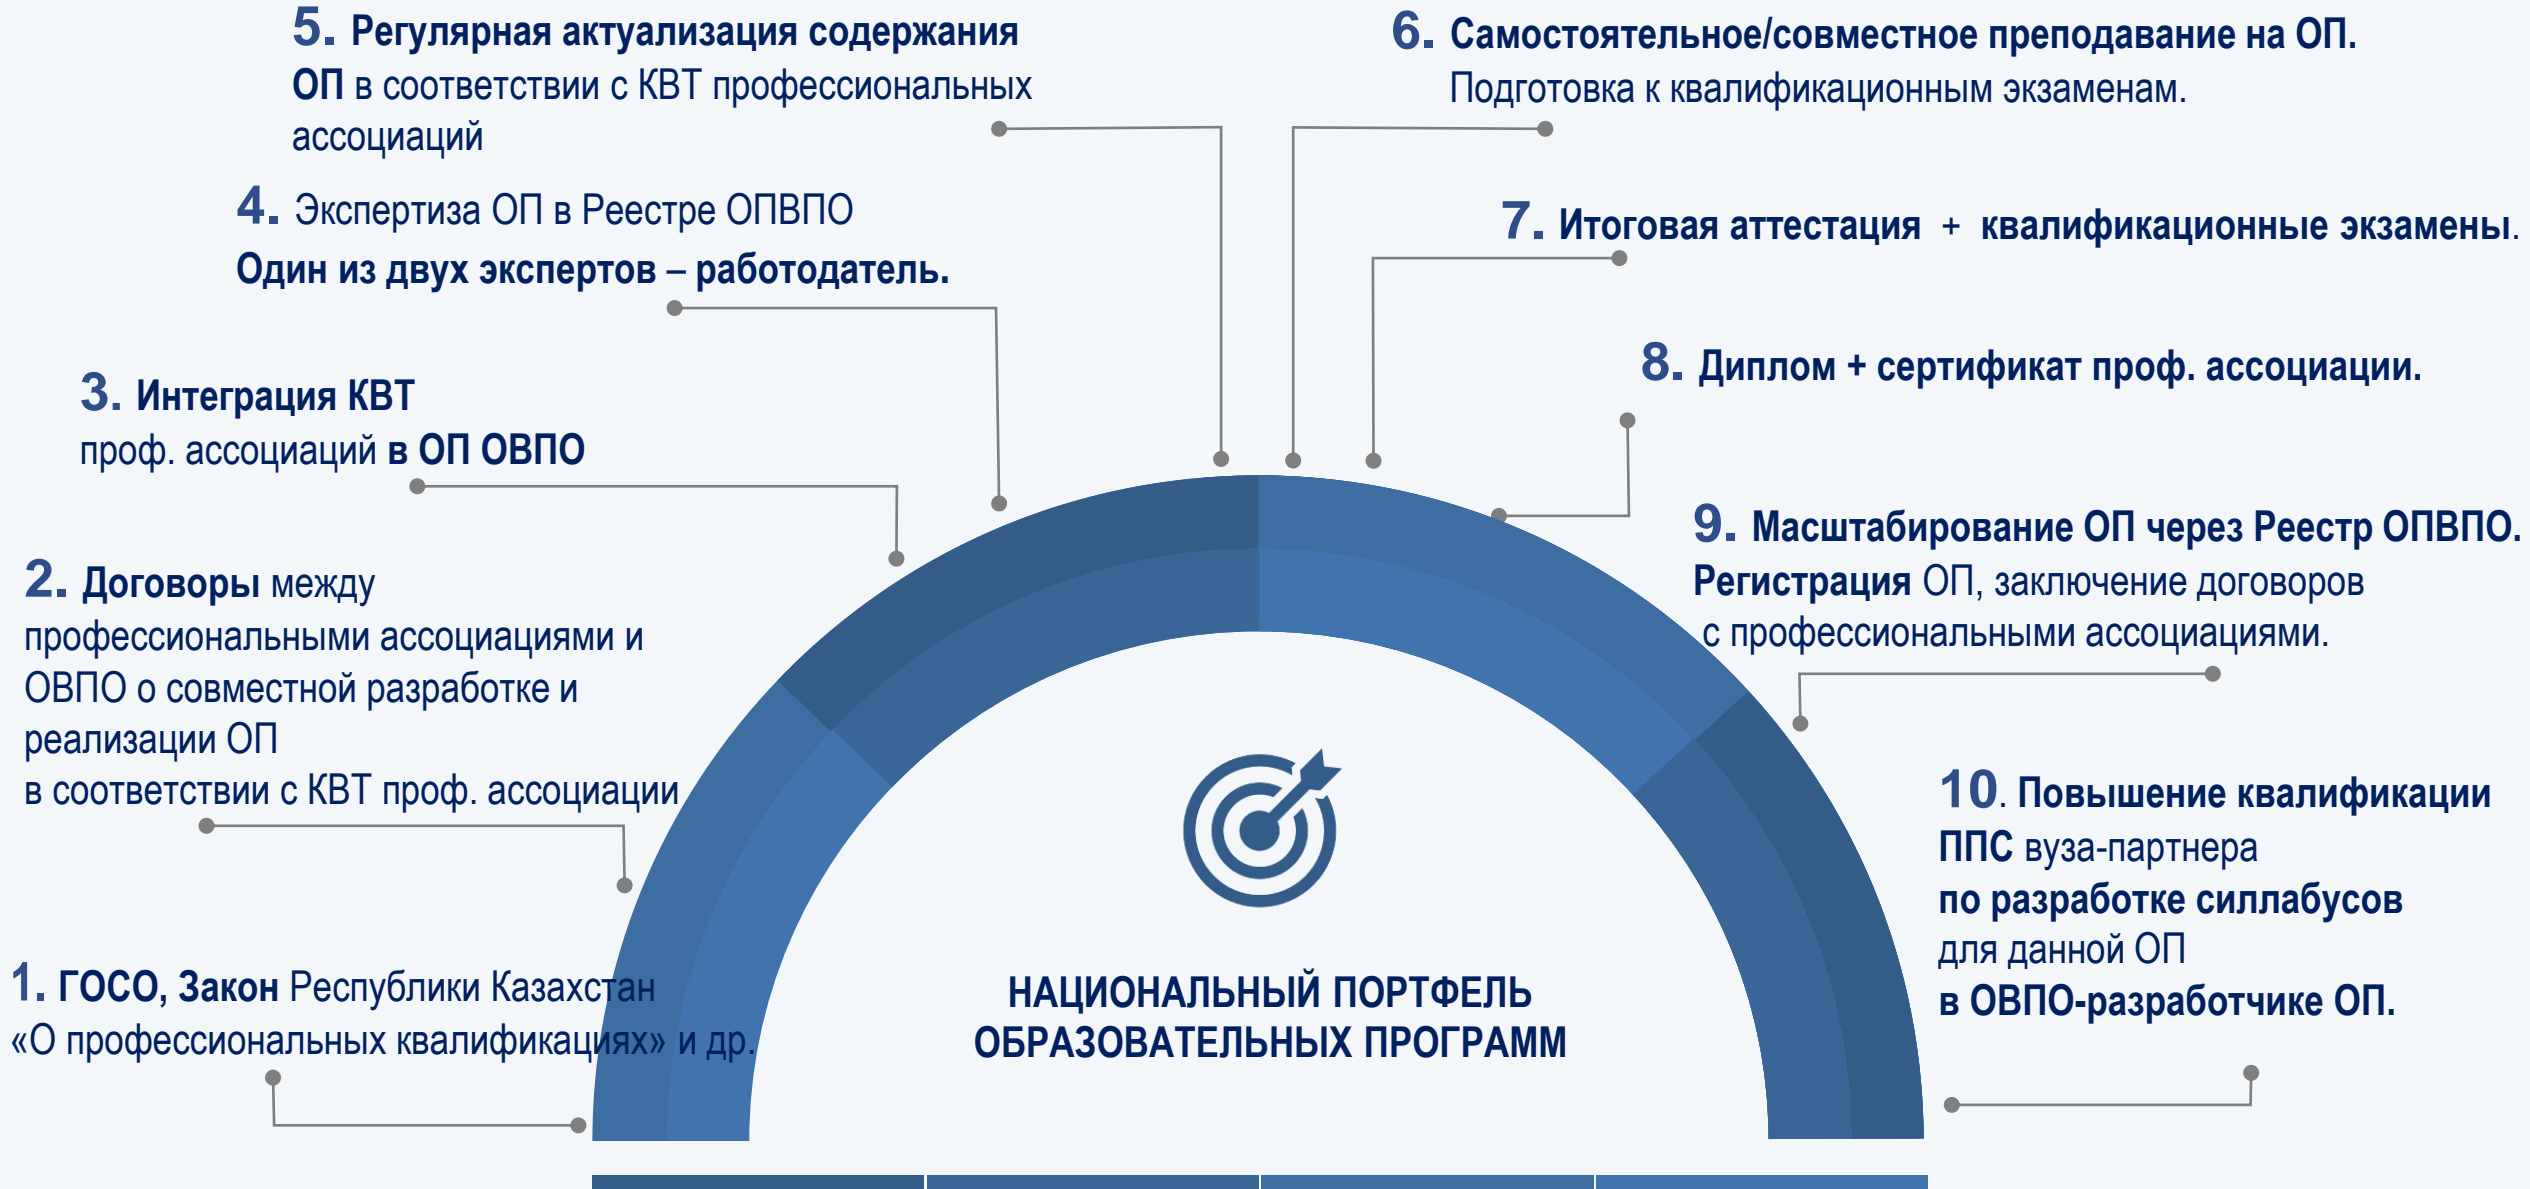 1. ГОСО, Закон Республики Казахстан
«О профессиональных квалификациях» и др.
2. Договоры между
профессиональными ассоциациями и
ОВПО о совместной разработке и
реализации ОП
в соответствии с КВТ проф. ассоциации
3. Интеграция КВТ
проф. ассоциаций в ОП ОВПО
4. Экспертиза ОП в Реестре ОПВПО
Один из двух экспертов – работодатель.
5. Регулярная актуализация содержания
ОП в соответствии с КВТ профессиональных
ассоциаций
6. Самостоятельное/совместное преподавание на ОП.
Подготовка к квалификационным экзаменам.
7. Итоговая аттестация + квалификационные экзамены.
8. Диплом + сертификат проф. ассоциации.
9. Масштабирование ОП через Реестр ОПВПО.
Регистрация ОП, заключение договоров
с профессиональными ассоциациями.
10. Повышение квалификации
ППС вуза-партнера
по разработке силлабусов
для данной ОП
в ОВПО-разработчике ОП.
НАЦИОНАЛЬНЫЙ ПОРТФЕЛЬ
ОБРАЗОВАТЕЛЬНЫХ ПРОГРАММ